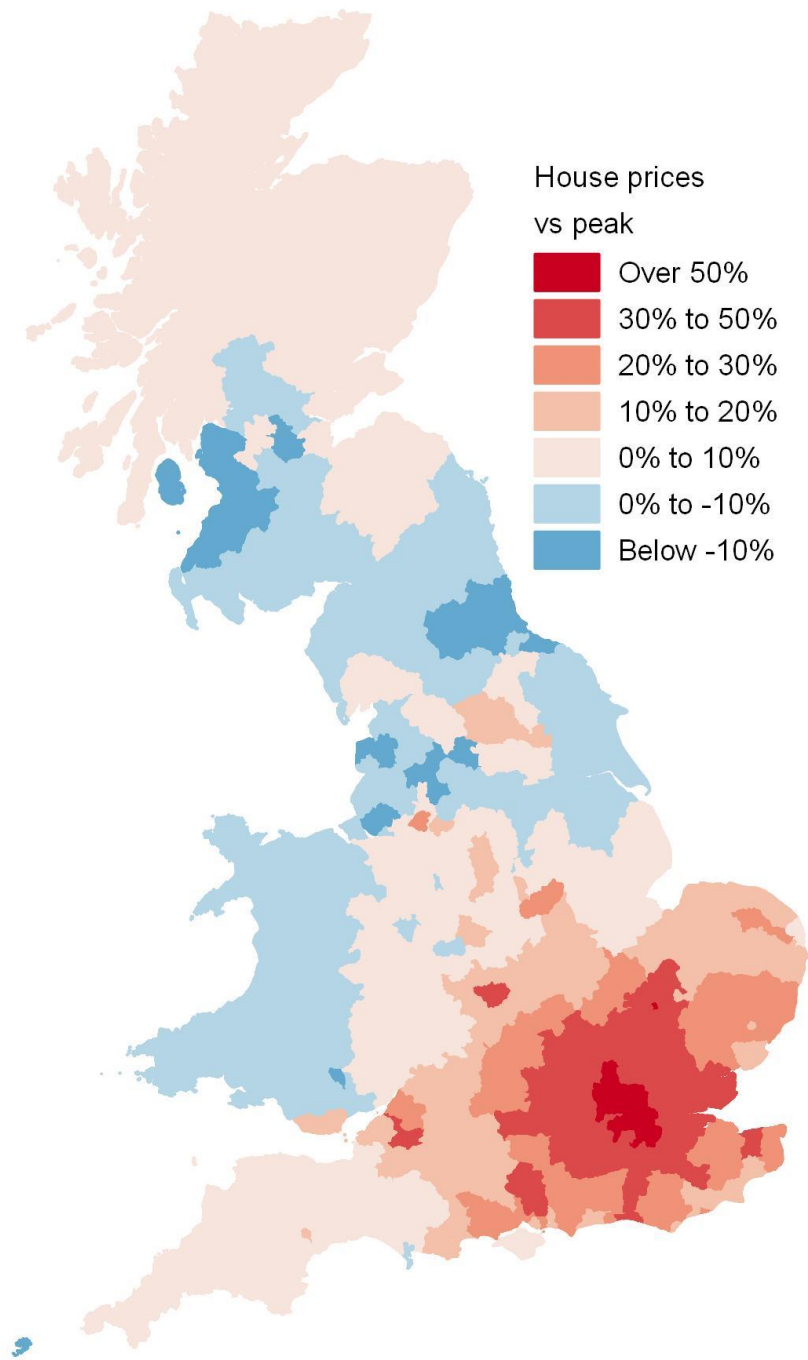 House prices
vs peak
Over 50%
30% to 50%
20% to 30%
10% to 20%
0% to 10%
0% to -10%
Below -10%